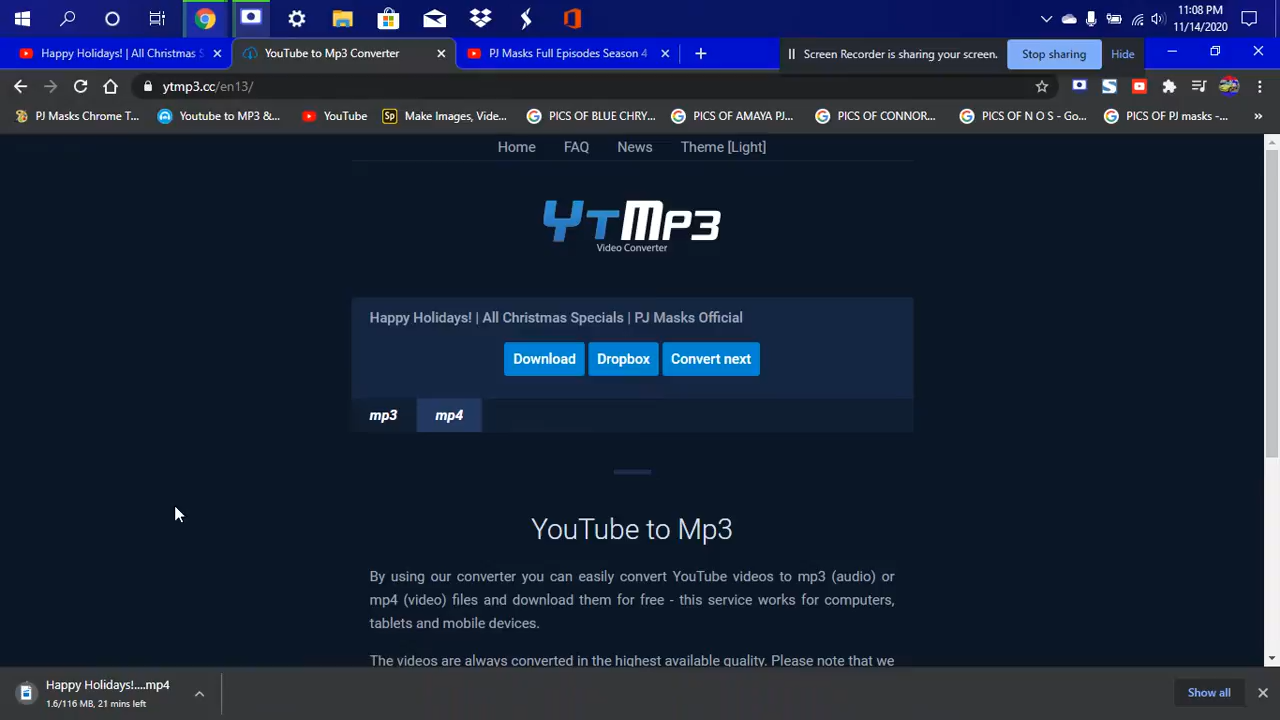 11:08 PM
11/14/2020
Happy Holidays! | All Christmas S
YouTube to Mp3 Converter
PJ Masks Full Episodes Season 4
Screen Recorder is sharing your screen.
Stop sharing
Hide
ytmp3.cc/en13/
PJ Masks Chrome T...
Youtube to MP3 &...
YouTube
Sp
Make Images, Vide...
PICS OF BLUE CHRY...
PICS OF AMAYA PJ...
PICS OF CONNOR...
PICS OF N O S - Go...
PICS OF PJ masks -...
»
Home
FAQ
News
Theme [Light]
YTMP3
Video Converter
Happy Holidays! | All Christmas Specials | PJ Masks Official
Download
Dropbox
Convert next
mp3
mp4
YouTube to Mp3
By using our converter you can easily convert YouTube videos to mp3 (audio) or
mp4 (video) files and download them for free - this service works for computers,
tablets and mobile devices.
The videos are always converted in the highest available quality. Please note that we
Happy Holidays!....mp4
1.6/116 MB, 21 mins left
Show all